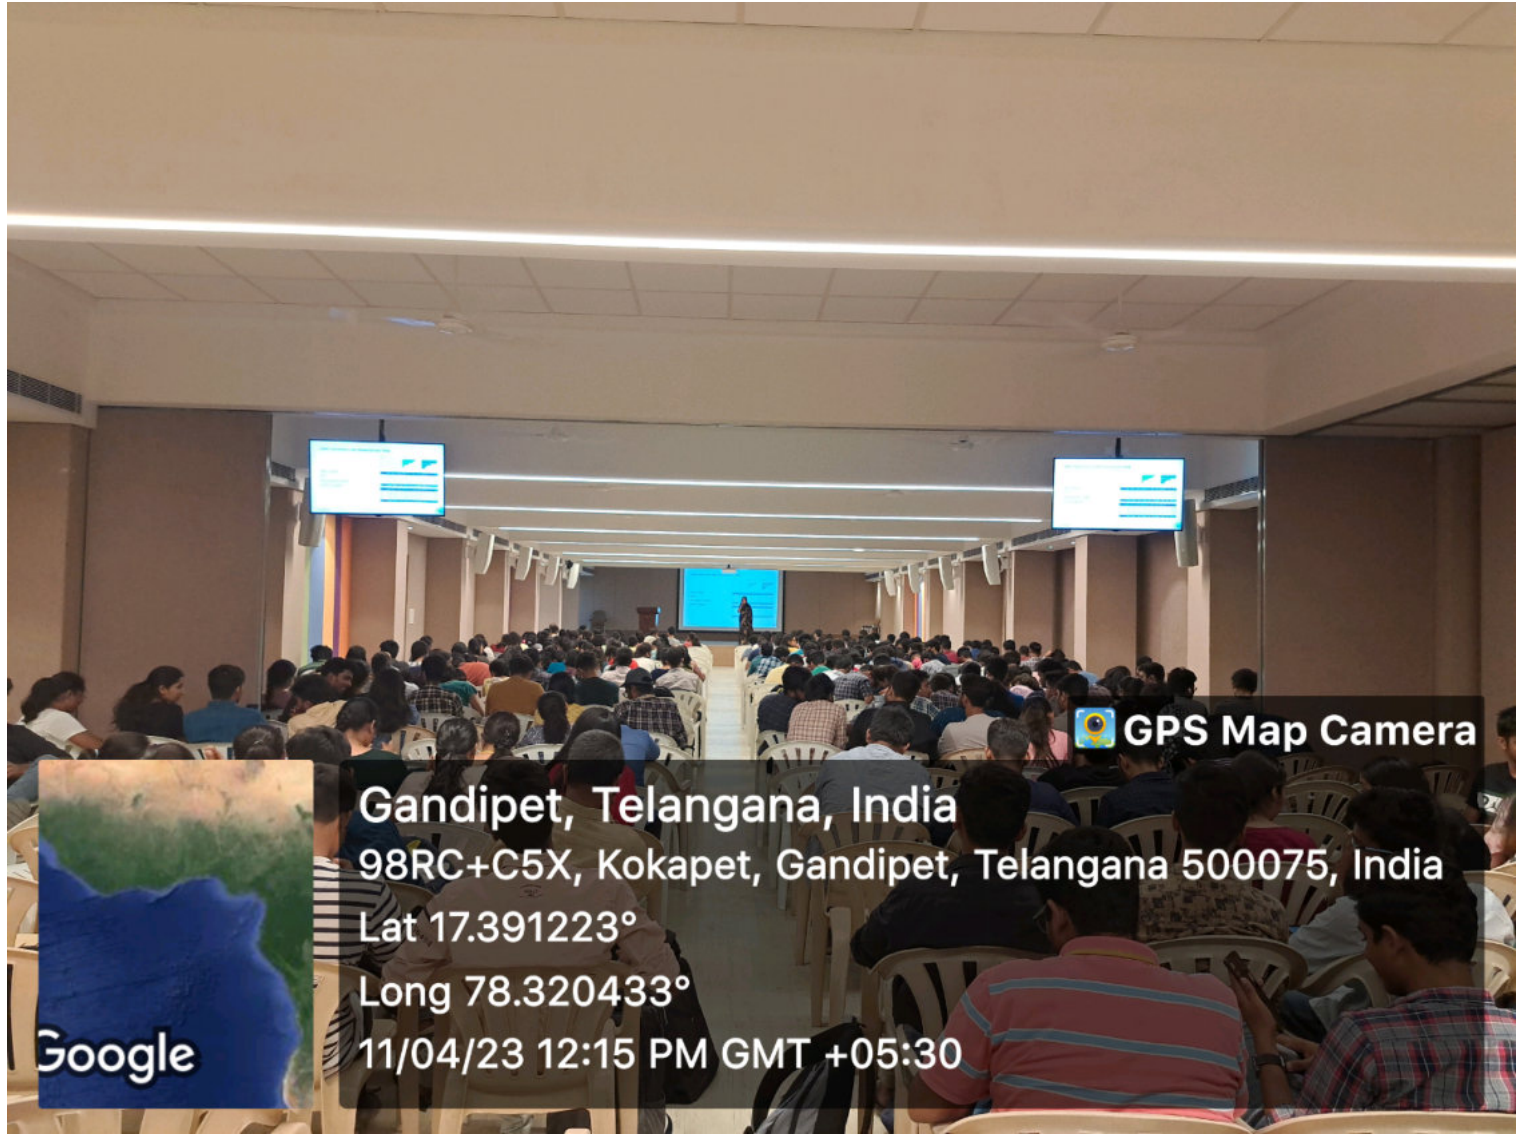 GPS Map Camera
Gandipet, Telangana, India
98RC+C5X, Kokapet, Gandipet, Telangana 500075, India
Lat 17.391223°
Long 78.320433°
11/04/23 12:15 PM GMT +05:30
Google